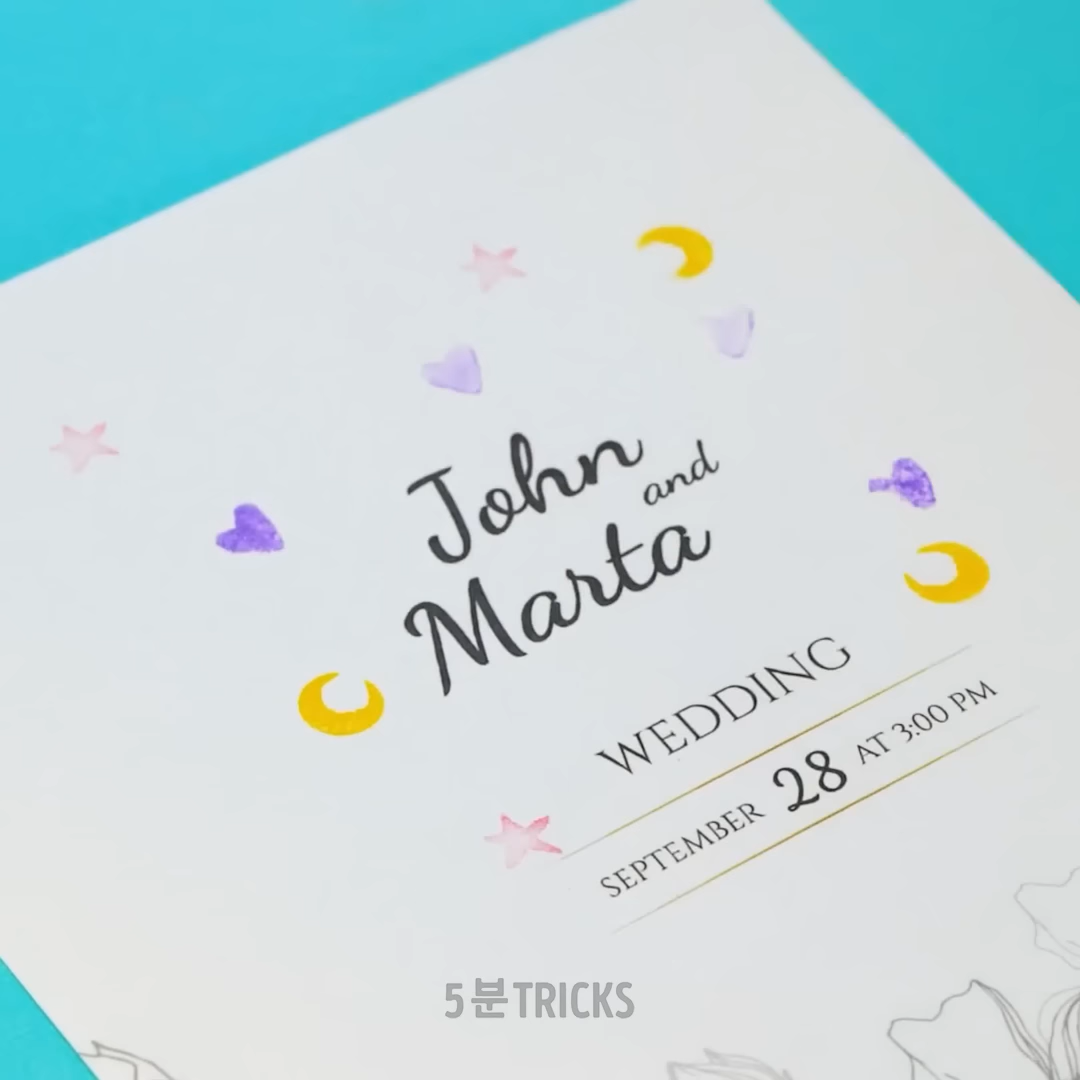 John
and
Marta
WEDDING
SEPTEMBER 28 AT 3:00 PM
5분TRICKS